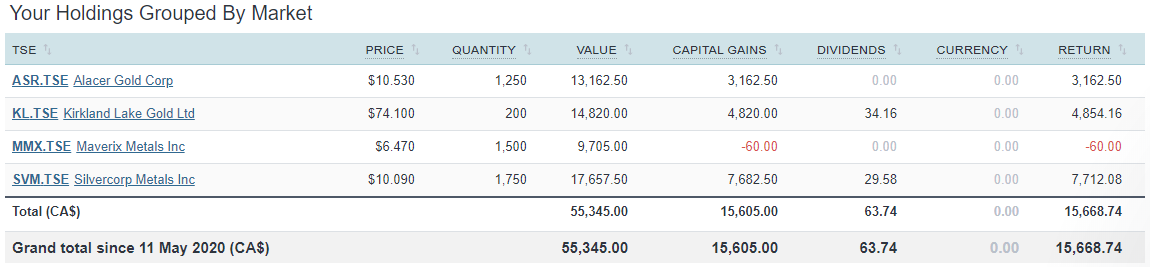 Your Holdings Grouped By Market
TSE PRICE QUANTITY VALUE CAPITAL GAINS DIVIDENDS CURRENCY RETURN
ASR.TSE Alacer Gold Corp $10.530 1,250 13,162.50 3,162.50 0.00 0.00 3,162.50
KL.TSE Kirkland Lake Gold Ltd $74.100 200 14,820.00 4,820.00 34.16 0.00 4,854.16
MMX.TSE Maverix Metals Inc $6.470 1,500 9,705.00 -60.00 0.00 0.00 -60.00
SVM.TSE Silvercorp Metals Inc $10.090 1,750 17,657.50 7,682.50 29.58 0.00 7,712.08
Total (CA$) 55,345.00 15,605.00 63.74 0.00 15,668.74
Grand total since 11 May 2020 (CA$) 55,345.00 15,605.00 63.74 0.00 15,668.74